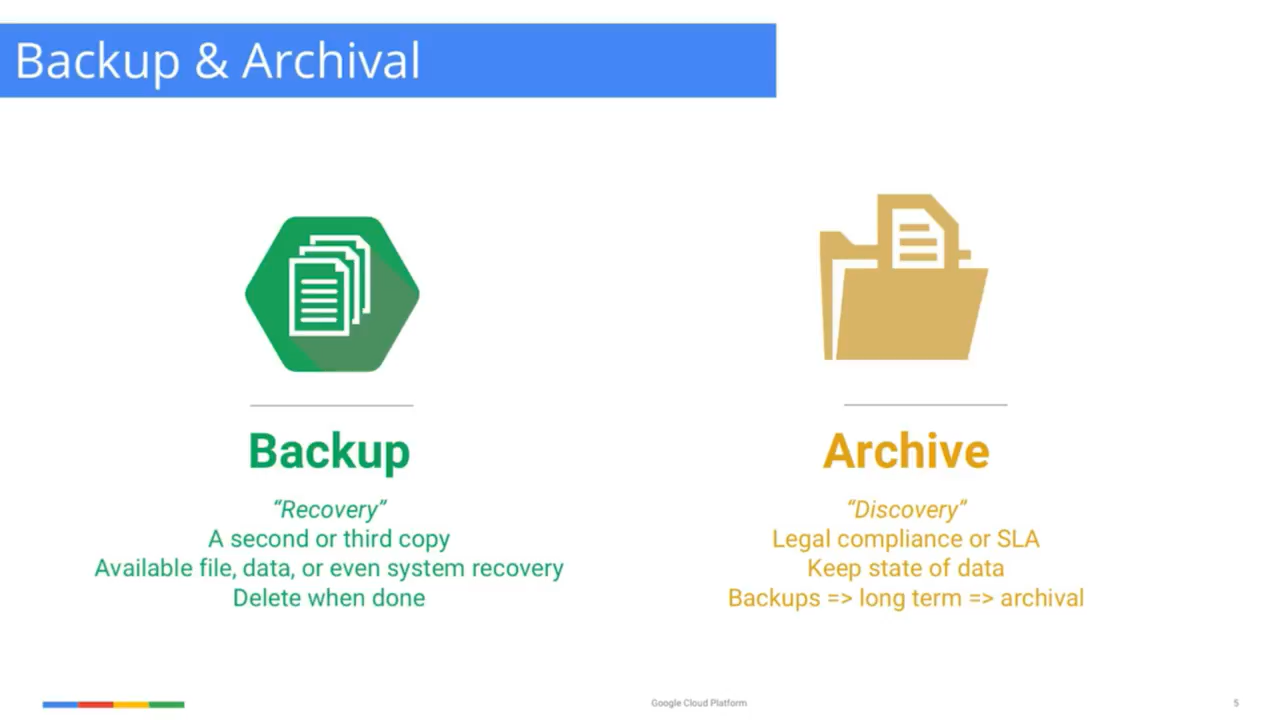 Backup & Archival
Backup
“Recovery”
A second or third copy
Available file, data, or even system recovery
Delete when done
Archive
“Discovery”
Legal compliance or SLA
Keep state of data
Backups => long term => archival
Google Cloud Platform
5